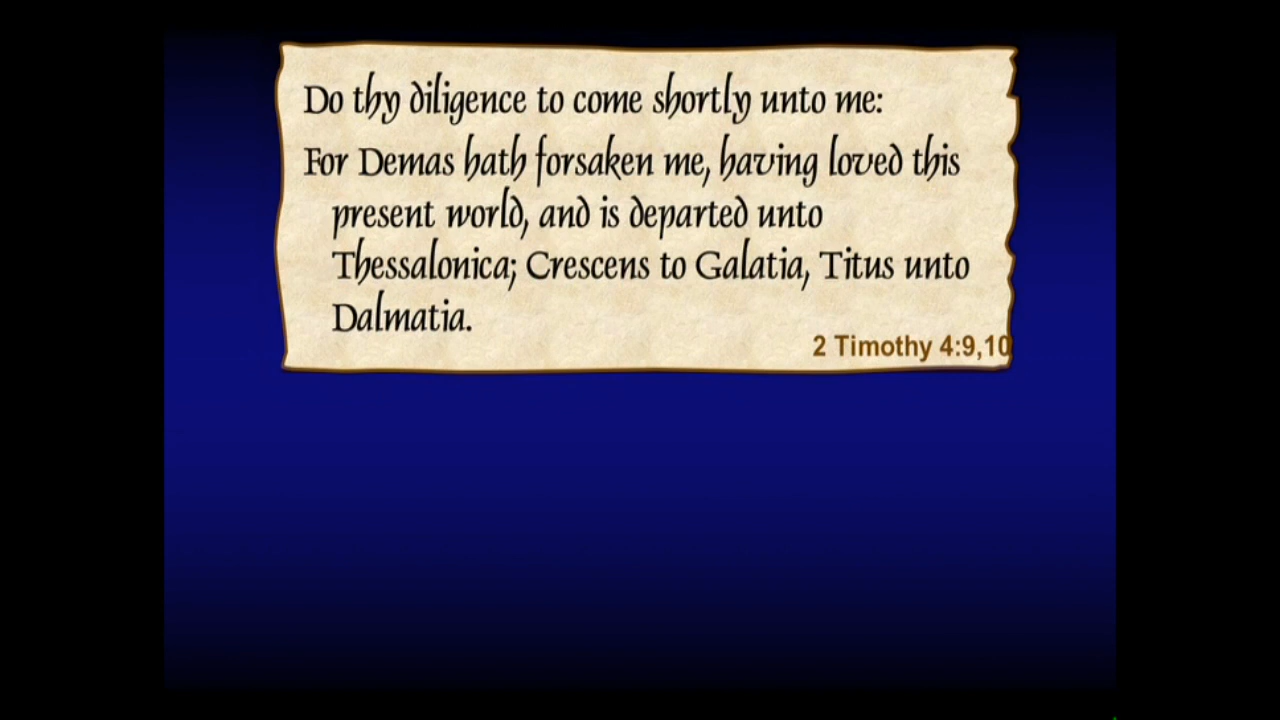 Do thy diligence to come shortly unto me:
For Demas hath forsaken me, having loved this
present world, and is departed unto
Thessalonica; Crescens to Galatia, Titus unto
Dalmatia.
2 Timothy 4:9,10